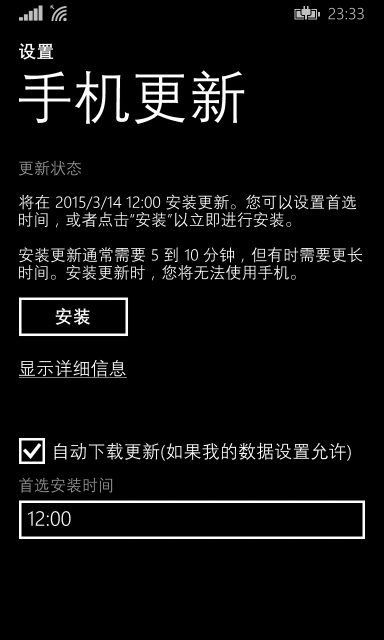 23:33
设置
手机更新
更新状态
将在 2015/3/14 12:00 安装更新。您可以设置首选
时间，或者点击“安装”以立即进行安装。
安装更新通常需要 5 到 10 分钟，但有时需要更长
时间。安装更新时，您将无法使用手机。
安装
显示详细信息
自动下载更新(如果我的数据设置允许)
首选安装时间
12:00